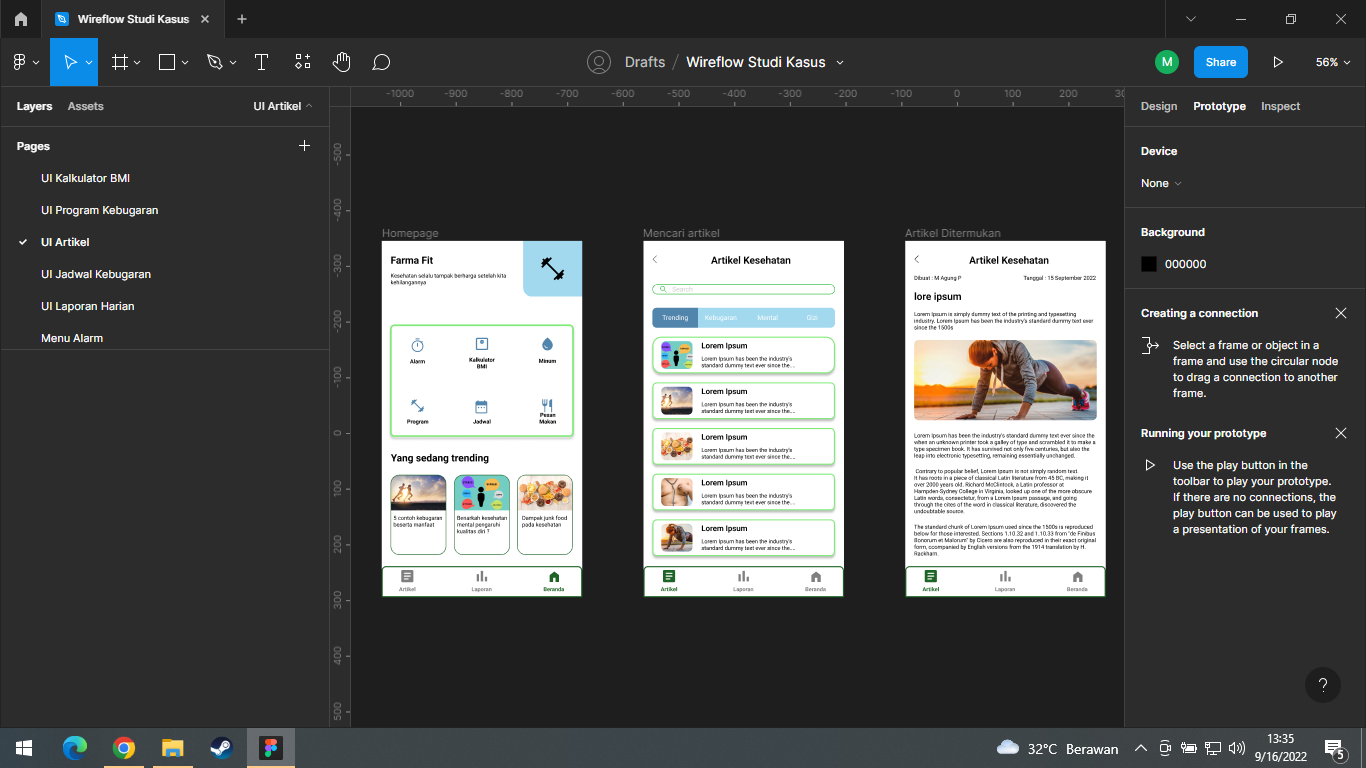 Wireflow Studi Kasus
Drafts / Wireflow Studi Kasus
M
Share
56%
Layers
Assets
UI Artikel
Pages
UI Kalkulator BMI
UI Program Kebugaran
UI Artikel
UI Jadwal Kebugaran
UI Laporan Harian
Menu Alarm
-1000 -900 -800 -700 -600 -500 -400 -300 -200 -100 0 100 200
-500
-400
-300
-200
-100
0
100
200
300
400
500
Homepage
Farma Fit
Kesehatan selalu tampak berharga setelah kita
kehilangannya
Alarm
Kalkulator
BMI
Minum
Program
Jadwal
Pesan
Makan
Yang sedang trending
5 contoh kebugaran
beserta manfaat
Benarkah kesehatan
mental pengaruhi
kualitas diri ?
Dampak junk food
pada kesehatan
Artikel
Laporan
Beranda
Mencari artikel
Artikel Kesehatan
Search
Trending
Kebugaran
Mental
Gizi
Lorem Ipsum
Lorem Ipsum has been the industry's
standard dummy text ever since the...
Lorem Ipsum
Lorem Ipsum has been the industry's
standard dummy text ever since the...
Lorem Ipsum
Lorem Ipsum has been the industry's
standard dummy text ever since the...
Lorem Ipsum
Lorem Ipsum has been the industry's
standard dummy text ever since the...
Lorem Ipsum
Lorem Ipsum has been the industry's
standard dummy text ever since the...
Artikel
Laporan
Beranda
Artikel Ditermukan
Artikel Kesehatan
Dibuat : M Agung P
Tanggal : 15 September 2022
lore ipsum
Lorem Ipsum is simply dummy text of the printing and typesetting
industry. Lorem Ipsum has been the industry's standard dummy text ever
since the 1500s
Lorem Ipsum has been the industry's standard dummy text ever since the
when an unknown printer took a galley of type and scrambled it to make a
type specimen book. It has survived not only five centuries, but also the
leap into electronic typesetting, remaining essentially unchanged.
Contrary to popular belief, Lorem Ipsum is not simply random text.
It has roots in a piece of classical Latin literature from 45 BC, making it
over 2000 years old. Richard McClintock, a Latin professor at
Hampden-Sydney College in Virginia, looked up one of the more obscure
Latin words, consectetur, from a Lorem Ipsum passage, and going
through the cites of the word in classical literature, discovered the
undoubtable source.
The standard chunk of Lorem Ipsum used since the 1500s is reproduced
below for those interested. Sections 1.10.32 and 1.10.33 from "de Finibus
Bonorum et Malorum" by Cicero are also reproduced in their exact original
form, ccompanied by English versions from the 1914 translation by H.
Rackham.
Artikel
Laporan
Beranda
Design
Prototype
Inspect
Device
None
Background
000000
Creating a connection
Select a frame or object in a
frame and use the circular node
to drag a connection to another
frame.
Running your prototype
Use the play button in the
toolbar to play your prototype.
If there are no connections, the
play button can be used to play
a presentation of your frames.
?
32°C Berawan
13:35
9/16/2022
5